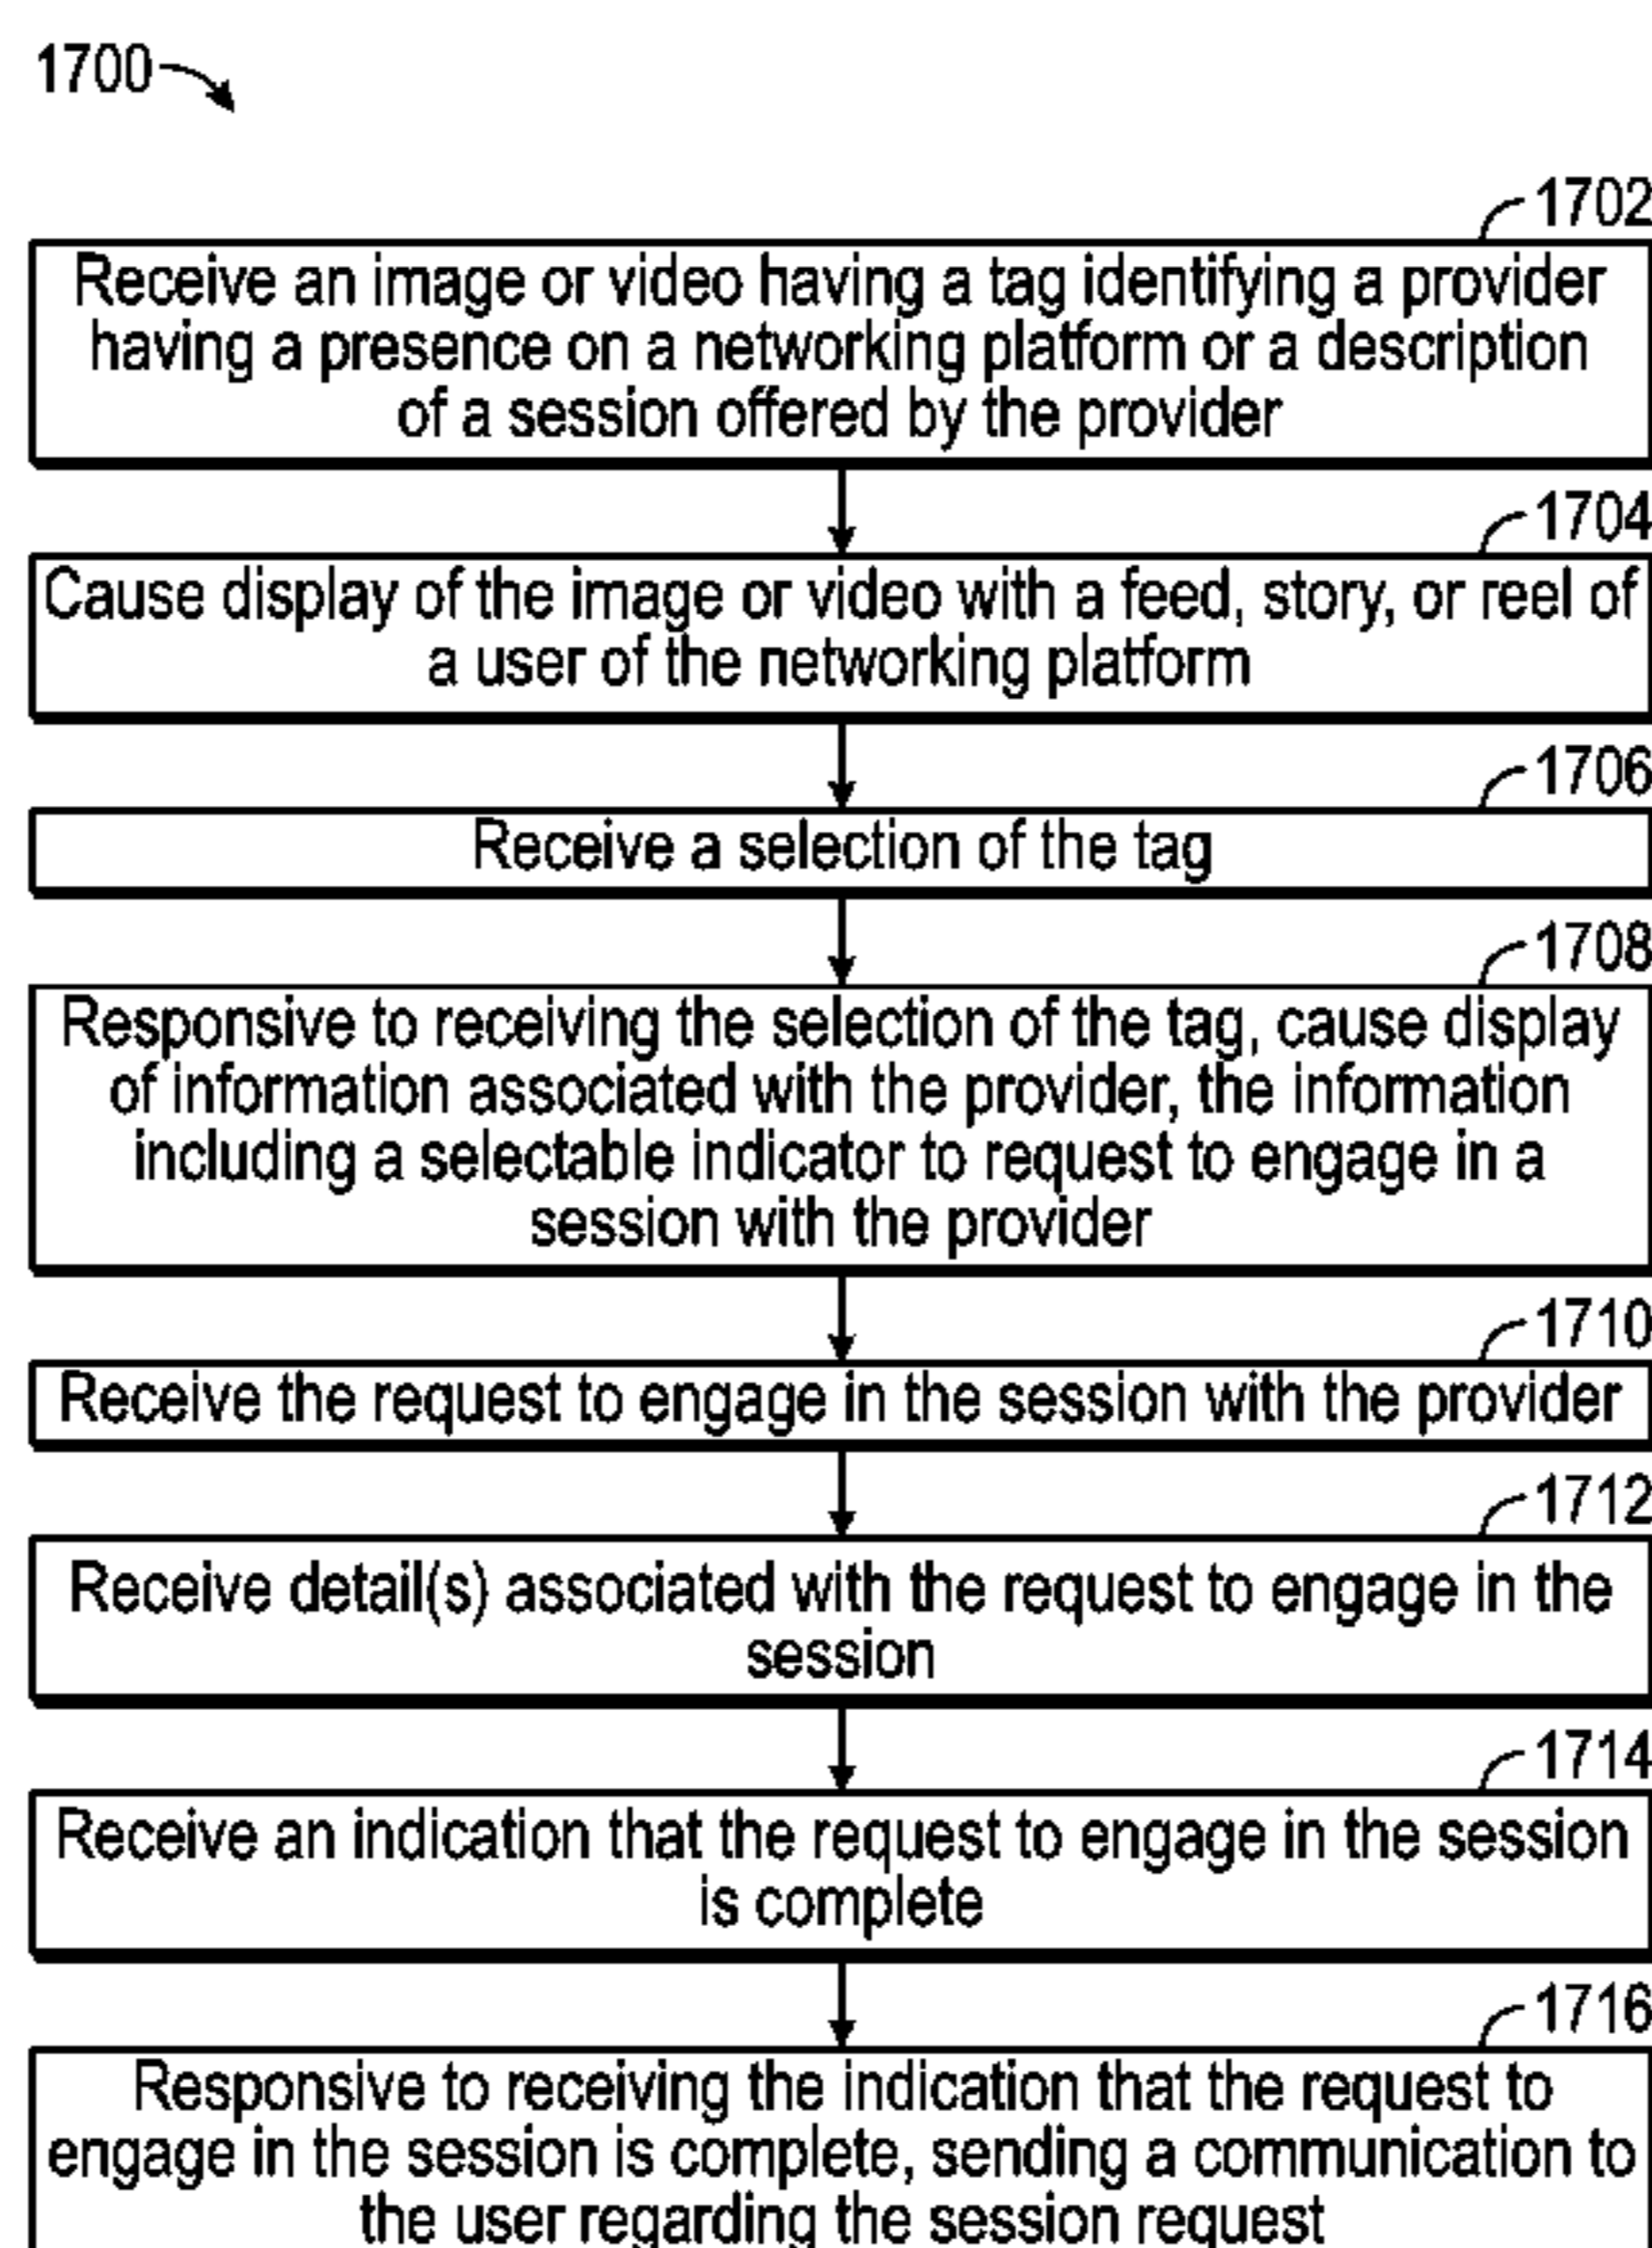 1700
1702
Receive an image or video having a tag identifying a provider
having a presence on a networking platform or a description
of a session offered by the provider
1704
Cause display of the image or video with a feed, story, or reel of
a user of the networking platform
1706
Receive a selection of the tag
1708
Responsive to receiving the selection of the tag, cause display
of information associated with the provider, the information
including a selectable indicator to request to engage in a
session with the provider
1710
Receive the request to engage in the session with the provider
1712
Receive detail(s) associated with the request to engage in the
session
1714
Receive an indication that the request to engage in the session
is complete
1716
Responsive to receiving the indication that the request to
engage in the session is complete, sending a communication to
the user regarding the session request